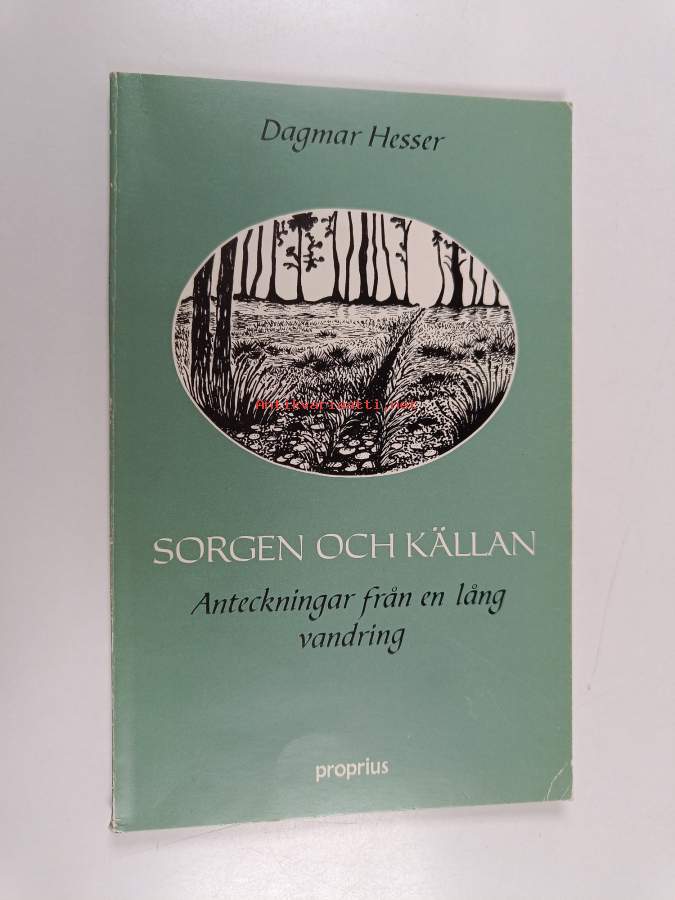 Dagmar Hesser
Antikvariaatti.net
SORGEN OCH KÄLLAN
Anteckningar från en lång
vandring
proprius